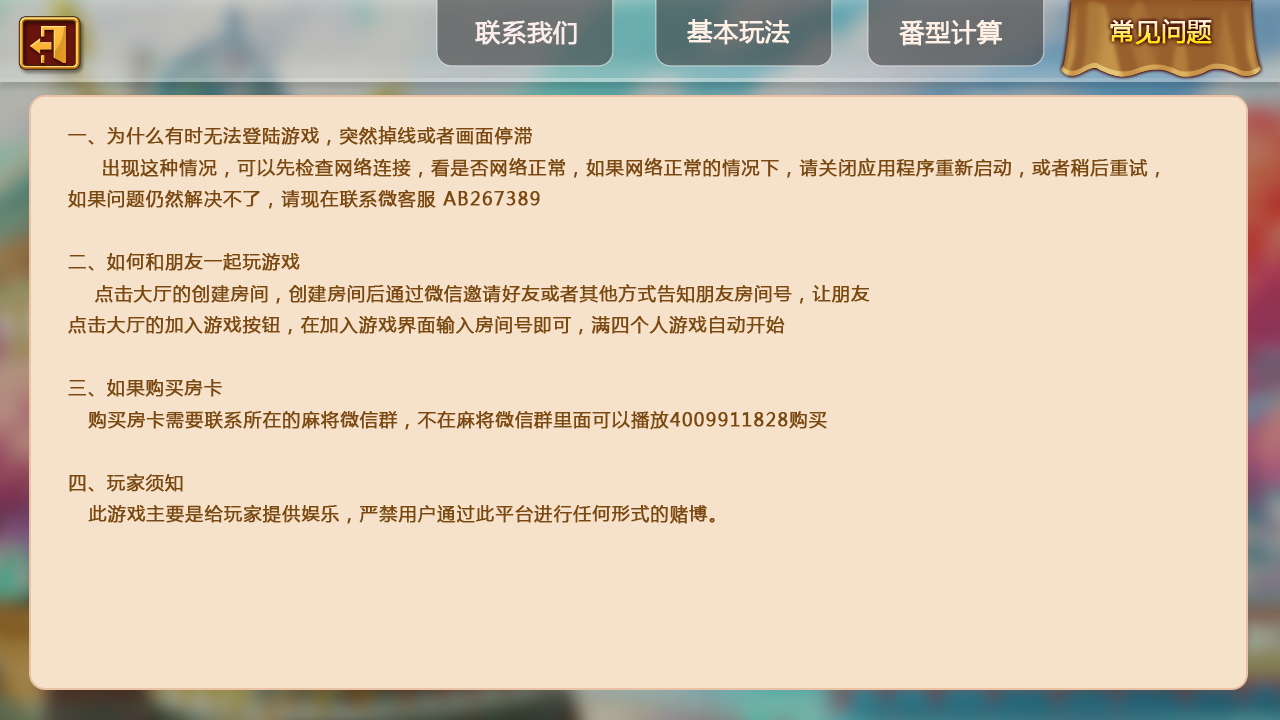 联系我们
基本玩法
番型计算
常见问题
一、为什么有时无法登陆游戏，突然掉线或者画面停滞
出现这种情况，可以先检查网络连接，看是否网络正常，如果网络正常的情况下，请关闭应用程序重新启动，或者稍后重试，
如果问题仍然解决不了，请现在联系微客服 AB267389
二、如何和朋友一起玩游戏
点击大厅的创建房间，创建房间后通过微信邀请好友或者其他方式告知朋友房间号，让朋友
点击大厅的加入游戏按钮，在加入游戏界面输入房间号即可，满四个人游戏自动开始
三、如果购买房卡
购买房卡需要联系所在的麻将微信群，不在麻将微信群里面可以播放4009911828购买
四、玩家须知
此游戏主要是给玩家提供娱乐，严禁用户通过此平台进行任何形式的赌博。